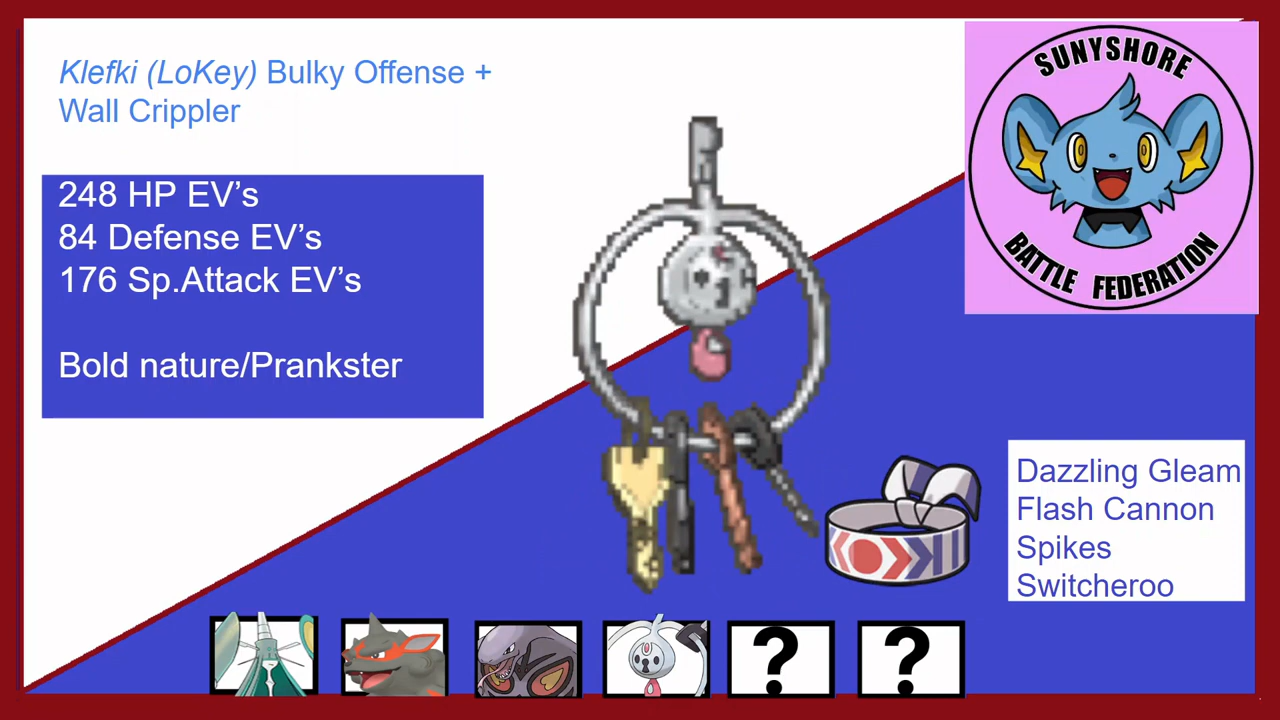 Klefki (LoKey) Bulky Offense +
Wall Crippler
248 HP EV’s
84 Defense EV’s
176 Sp.Attack EV’s
Bold nature/Prankster
SUNYSHORE
BATTLE FEDERATION
Dazzling Gleam
Flash Cannon
Spikes
Switcheroo
? ?